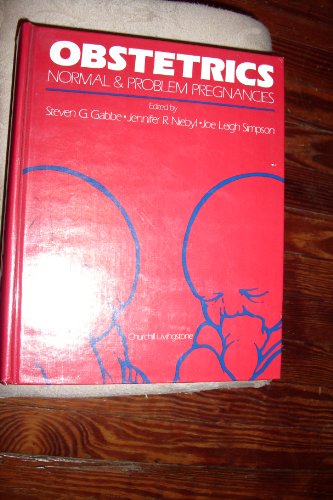 OBSTETRICS
NORMAL & PROBLEM PREGNANCIES
Edited by
Steven G. Gabbe • Jennifer R. Niebyl • Joe Leigh Simpson
Churchill Livingstone